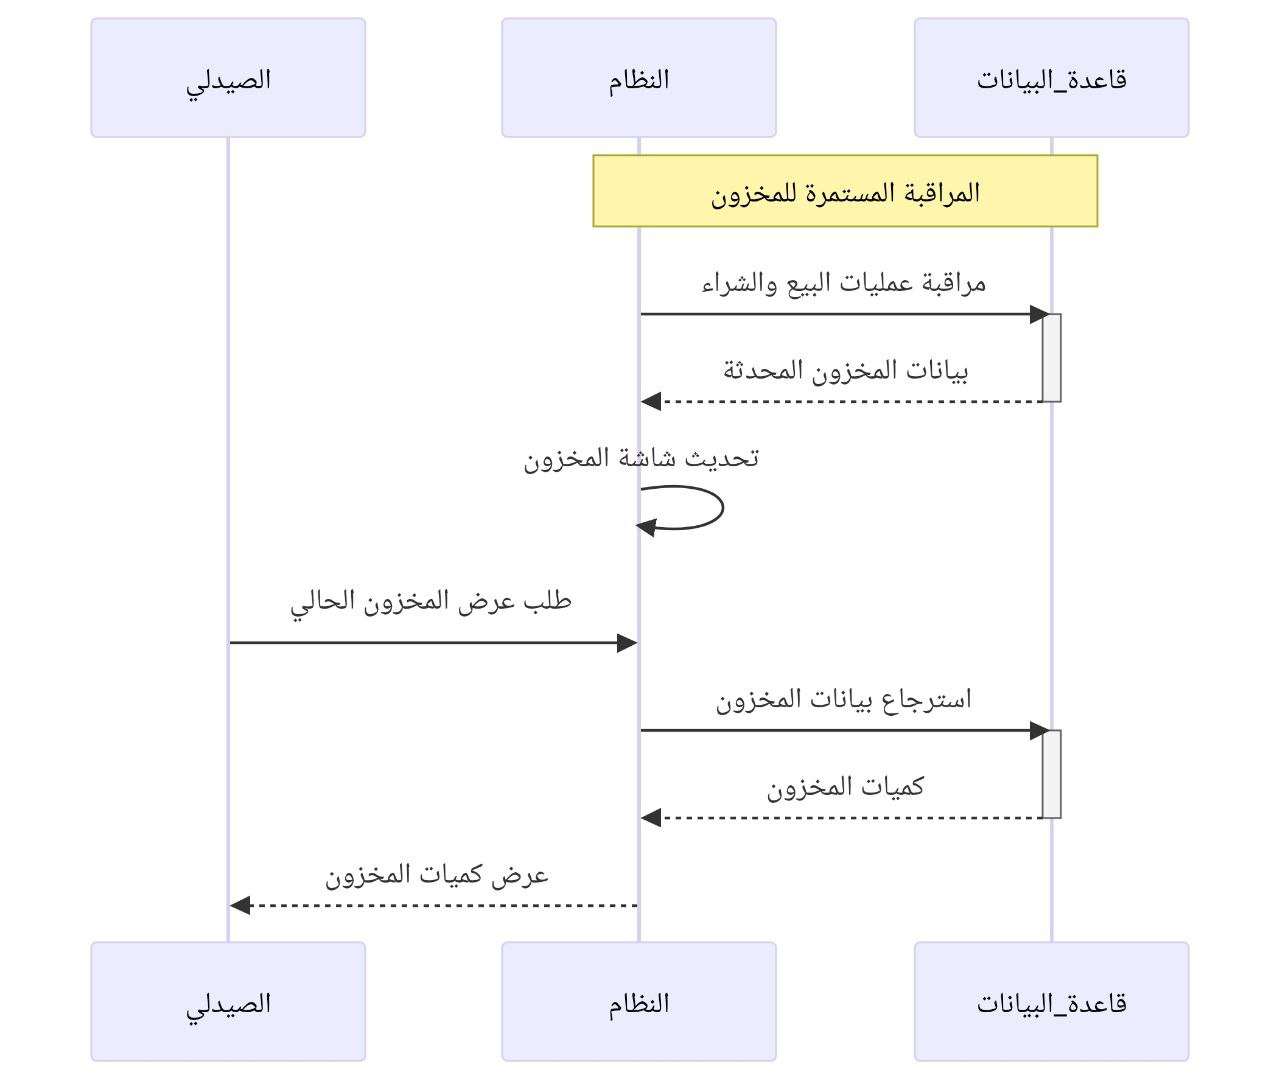 الصيدلي
النظام
قاعدة_البيانات
المراقبة المستمرة للمخزون
مراقبة عمليات البيع والشراء
بيانات المخزون المحدثة
تحديث شاشة المخزون
طلب عرض المخزون الحالي
استرجاع بيانات المخزون
كميات المخزون
عرض كميات المخزون
الصيدلي
النظام
قاعدة_البيانات